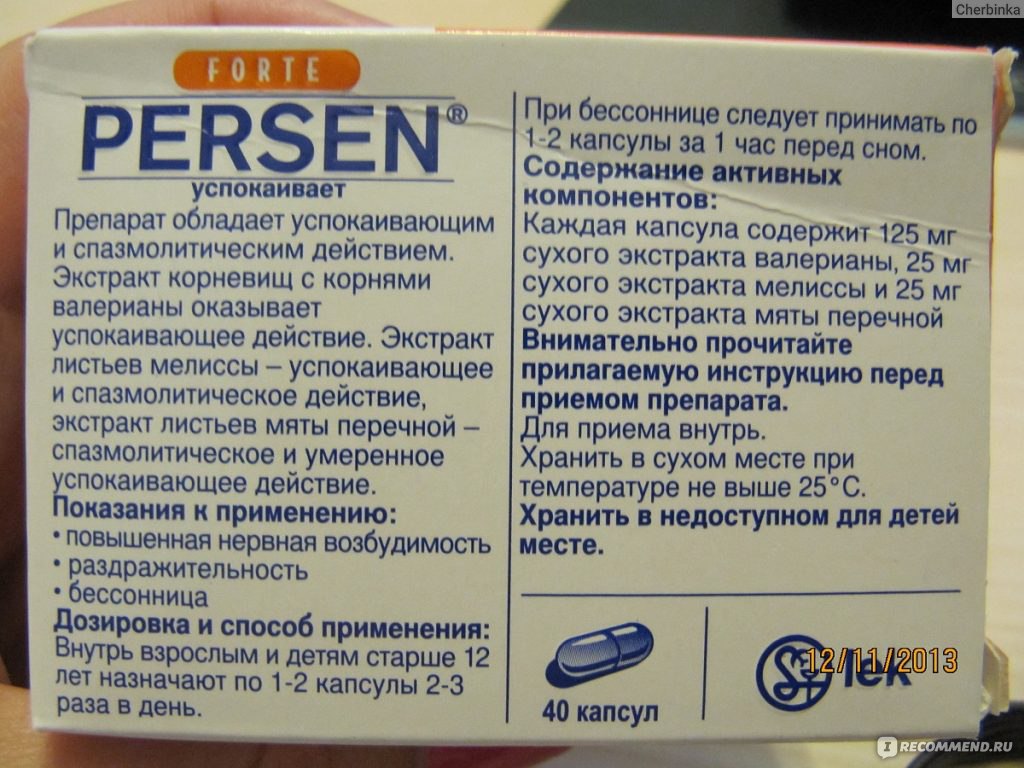 Cherbinka
FORTE
PERSEN®
успокаивает
Препарат обладает успокаивающим
и спазмолитическим действием.
Экстракт корневищ с корнями
валерианы оказывает
успокаивающее действие. Экстракт
листьев мелиссы – успокаивающее
и спазмолитическое действие,
экстракт листьев мяты перечной –
спазмолитическое и умеренное
успокаивающее действие.
Показания к применению:
• повышенная нервная возбудимость
• раздражительность
• бессонница
Дозировка и способ применения:
Внутрь взрослым и детям старше 12
лет назначают по 1-2 капсулы 2-3
раза в день.
При бессоннице следует принимать по
1-2 капсулы за 1 час перед сном.
Содержание активных
компонентов:
Каждая капсула содержит 125 мг
сухого экстракта валерианы, 25 мг
сухого экстракта мелиссы и 25 мг
сухого экстракта мяты перечной
Внимательно прочитайте
прилагаемую инструкцию перед
приемом препарата.
Для приема внутрь.
Хранить в сухом месте при
температуре не выше 25°C.
Хранить в недоступном для детей
месте.
40 капсул
lek
12/11/2013
IRECOMMEND.RU